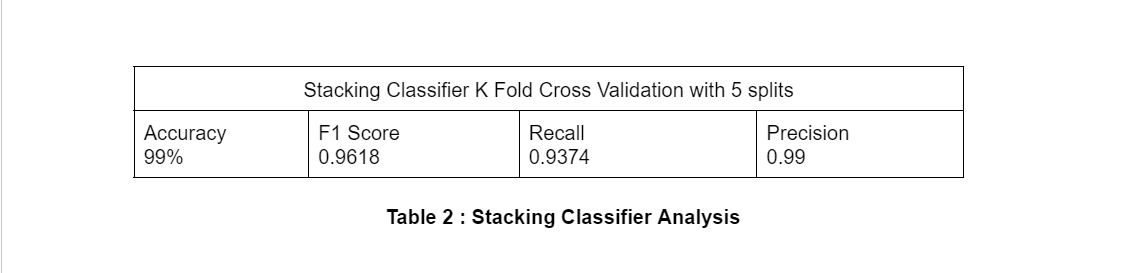 Stacking Classifier K Fold Cross Validation with 5 splits
Accuracy F1 Score Recall Precision
99% 0.9618 0.9374 0.99
Table 2 : Stacking Classifier Analysis